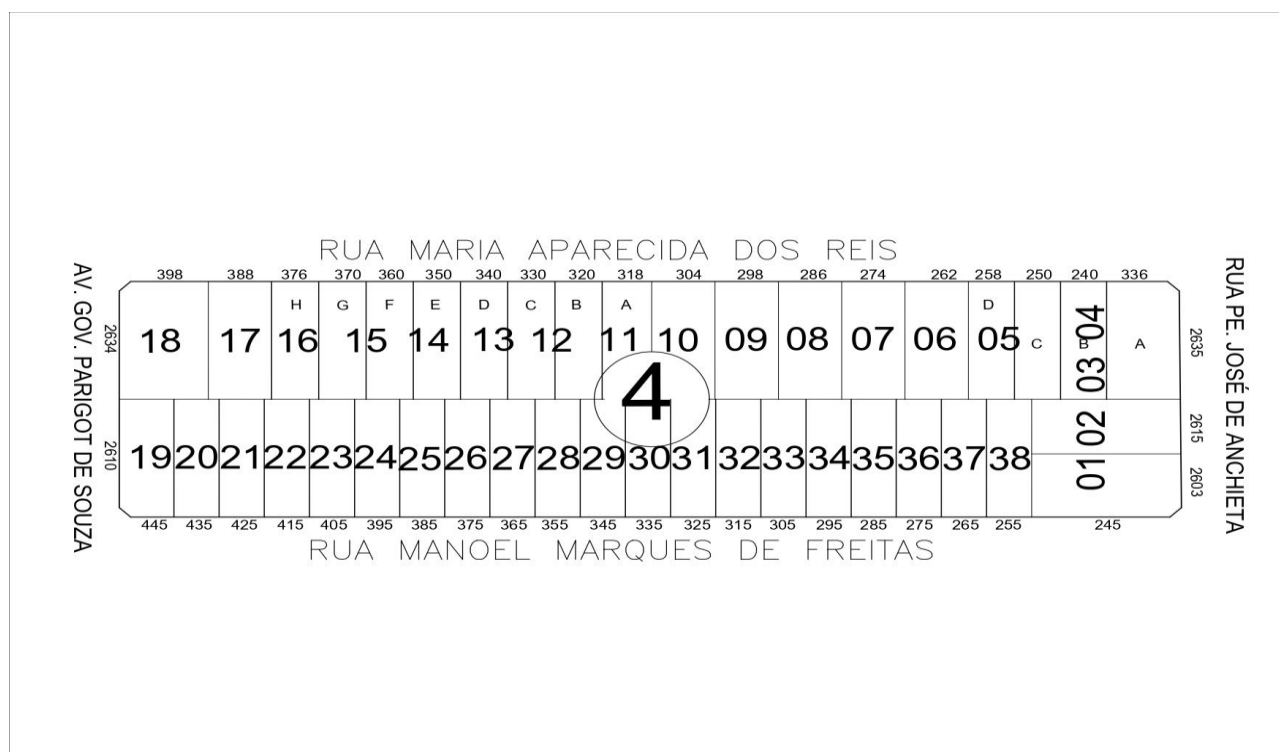 RUA MARIA APARECIDA DOS REIS
398 388 376 370 360 350 340 330 320 318 304 298 286 274 262 258 250 240 336
H G F E D C B A D
18 17 16 15 14 13 12 11 10 09 08 07 06 05 C B A
04
03
02
01
4
19 20 21 22 23 24 25 26 27 28 29 30 31 32 33 34 35 36 37 38
445 435 425 415 405 395 385 375 365 355 345 335 325 315 305 295 285 275 265 255 245
RUA MANOEL MARQUES DE FREITAS
AV. GOV. PARIGOT DE SOUZA
2634
2610
2635
2615
2603
RUA PE. JOSÉ DE ANCHIETA